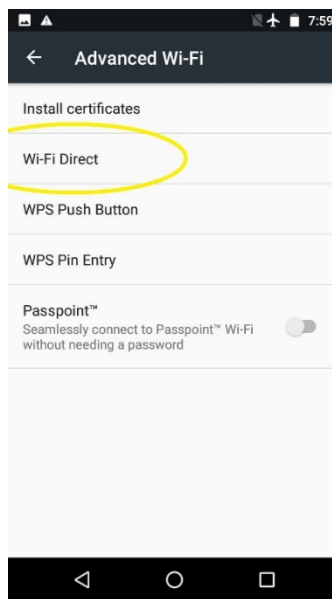 7:59
Advanced Wi-Fi
Install certificates
Wi-Fi Direct
WPS Push Button
WPS Pin Entry
Passpoint™
Seamlessly connect to Passpoint™ Wi-Fi
without needing a password